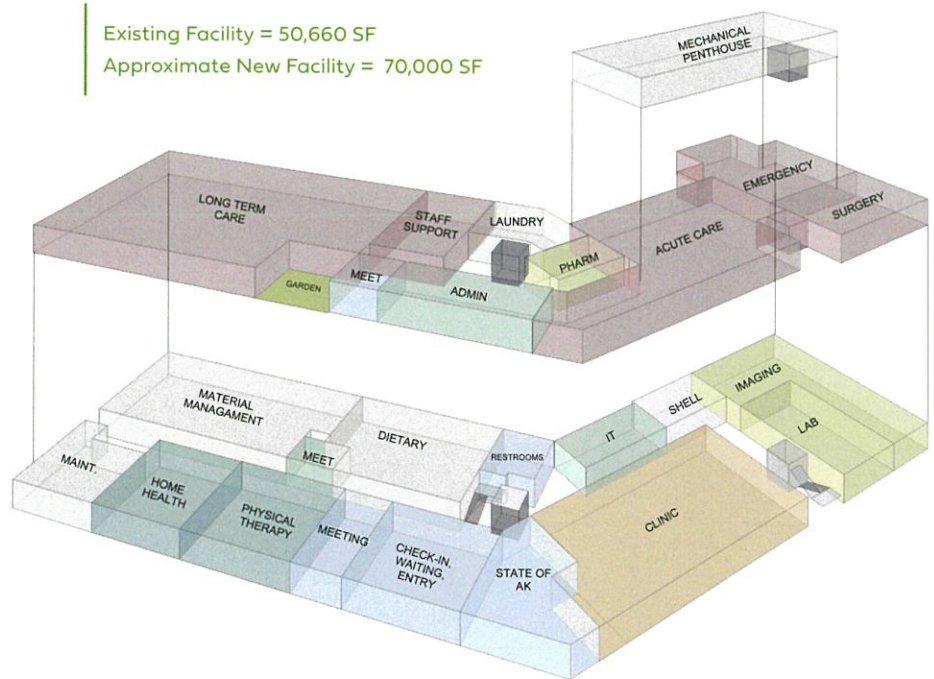 Existing Facility = 50,660 SF
Approximate New Facility = 70,000 SF
MECHANICAL
PENTHOUSE
LONG TERM
CARE
STAFF
SUPPORT
LAUNDRY
EMERGENCY
SURGERY
ACUTE CARE
PHARM
GARDEN
MEET
ADMIN
MATERIAL
MANAGAMENT
DIETARY
MEET
RESTROOMS
IT
SHELL
IMAGING
LAB
MAINT.
HOME
HEALTH
PHYSICAL
THERAPY
MEETING
CHECK-IN,
WAITING,
ENTRY
STATE OF
AK
CLINIC